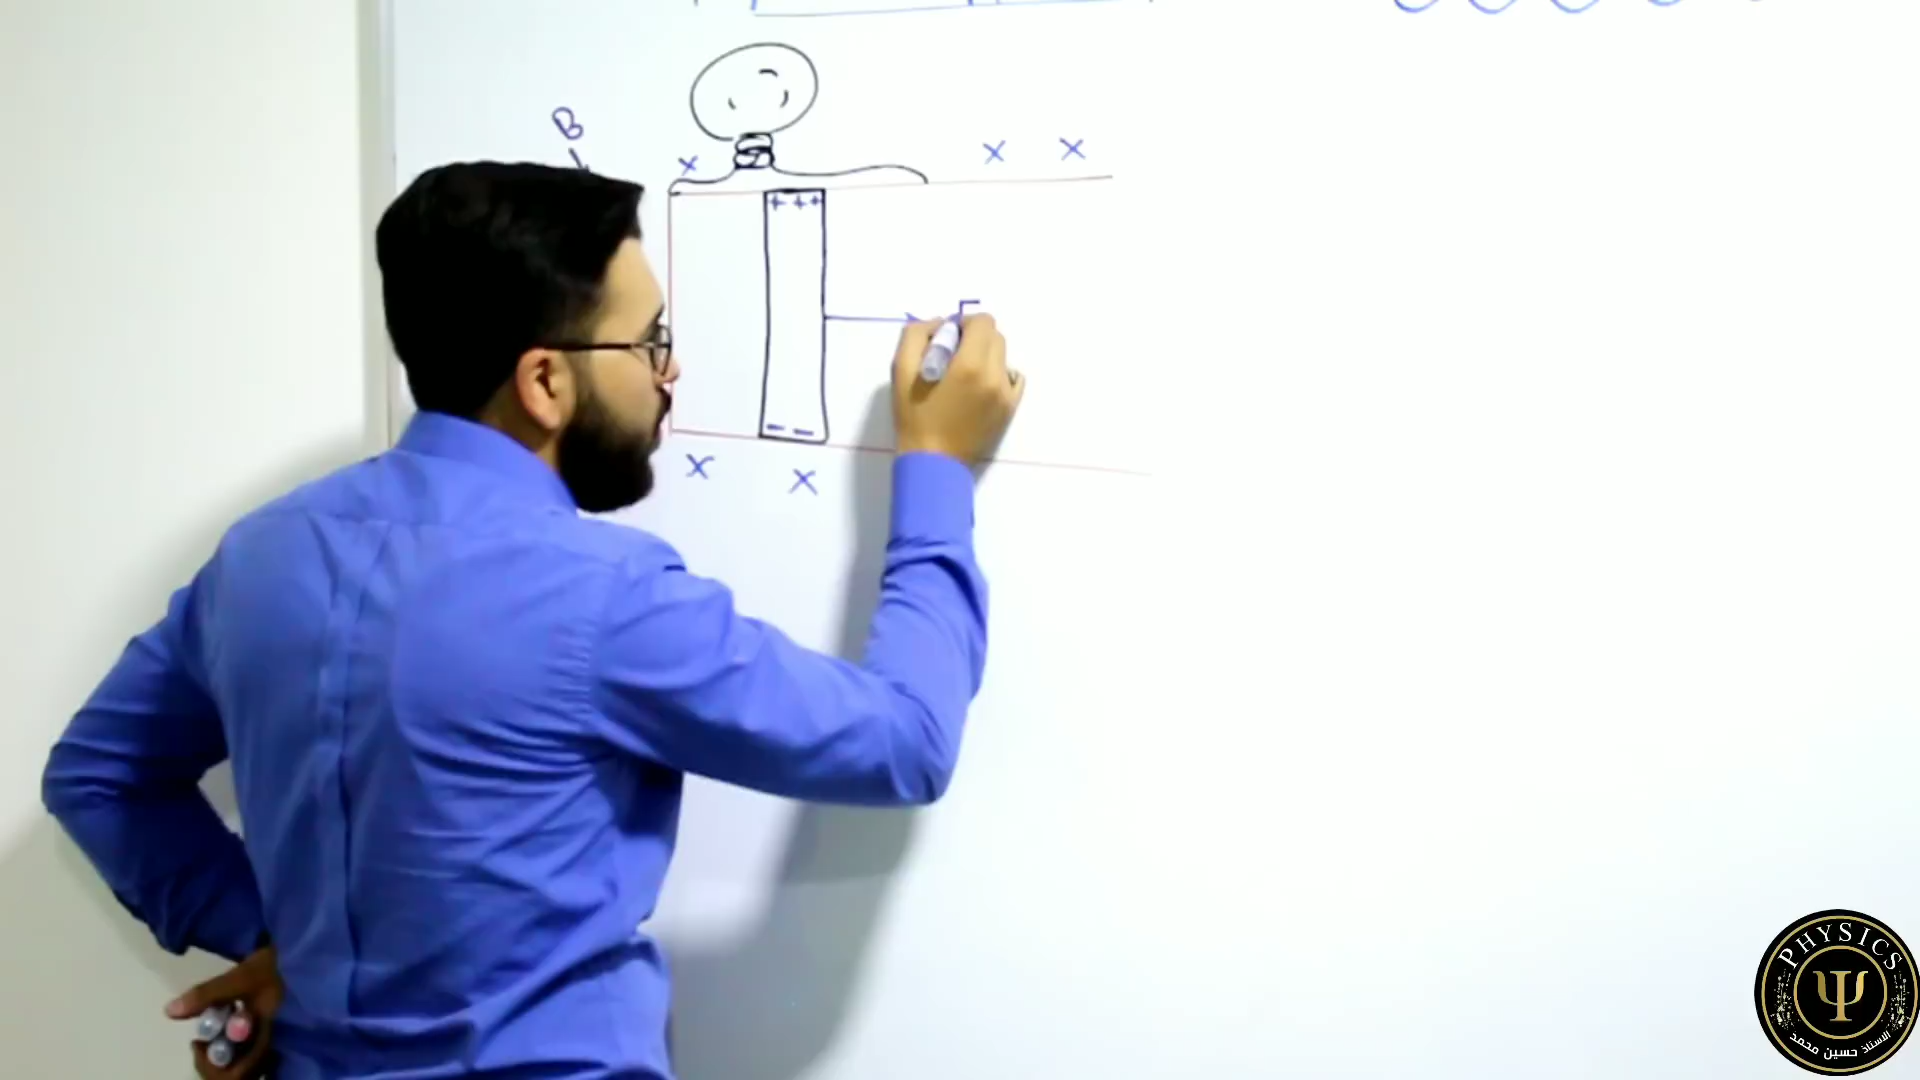 B
x x x
+ + +
F
- -
x x
PHYSICS
Ψ
الاستاذ حسين محمد